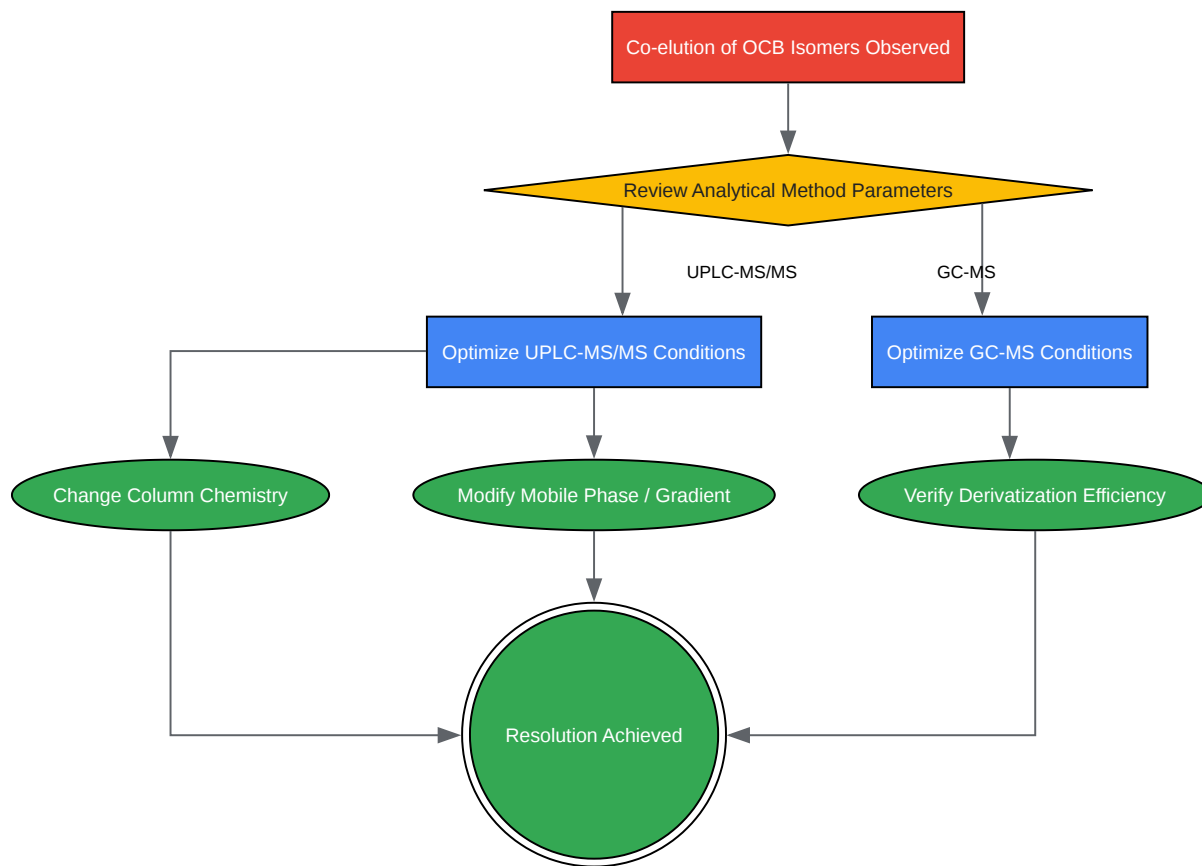 Co-elution of OCB Isomers Observed
Review Analytical Method Parameters
UPLC-MS/MS
GC-MS
Optimize UPLC-MS/MS Conditions
Optimize GC-MS Conditions
Change Column Chemistry
Modify Mobile Phase / Gradient
Verify Derivatization Efficiency
Resolution Achieved